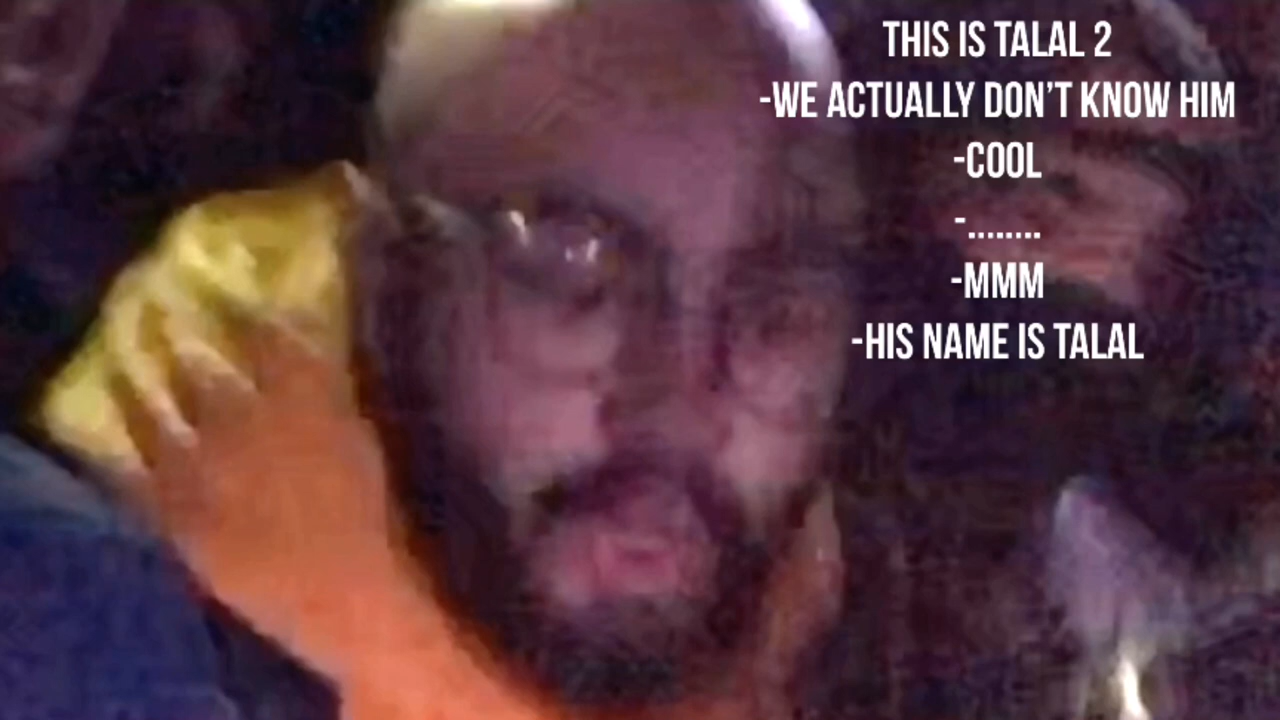 THIS IS TALAL 2
-WE ACTUALLY DON'T KNOW HIM
-COOL
-........
-MMM
-HIS NAME IS TALAL